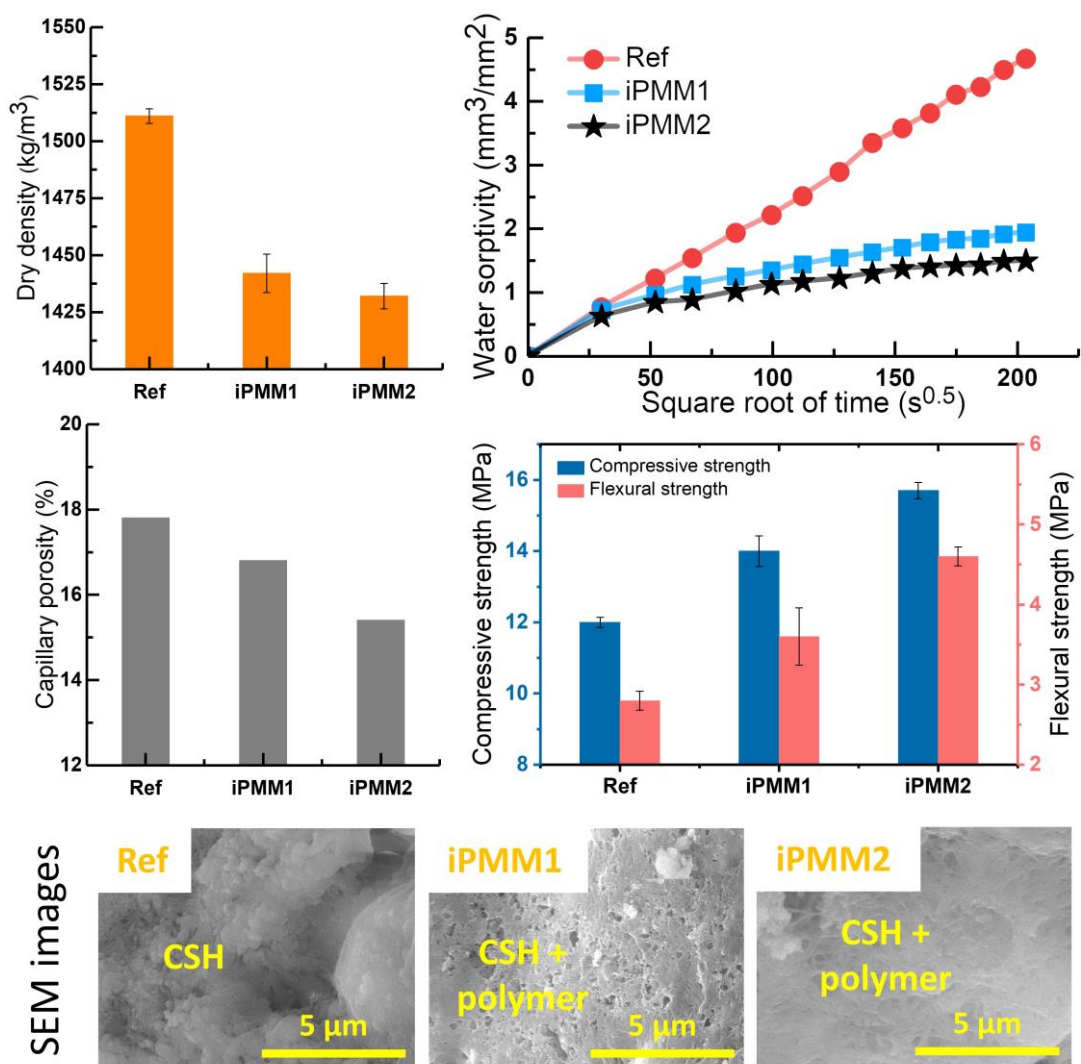 Dry density (kg/m³)
1550
1525
1500
1475
1450
1425
1400
Ref
iPMM1
iPMM2
Water sorptivity (mm³/mm²)
5
4
3
2
1
0
Ref
iPMM1
iPMM2
0
50
100
150
200
Square root of time (s^0.5)
Capillary porosity (%)
20
18
16
14
12
Ref
iPMM1
iPMM2
Compressive strength (MPa)
16
14
12
10
8
Compressive strength
Flexural strength
6
5
4
3
2
Flexural strength (MPa)
Ref
iPMM1
iPMM2
SEM images
Ref
CSH
5 µm
iPMM1
CSH +
polymer
5 µm
iPMM2
CSH +
polymer
5 µm